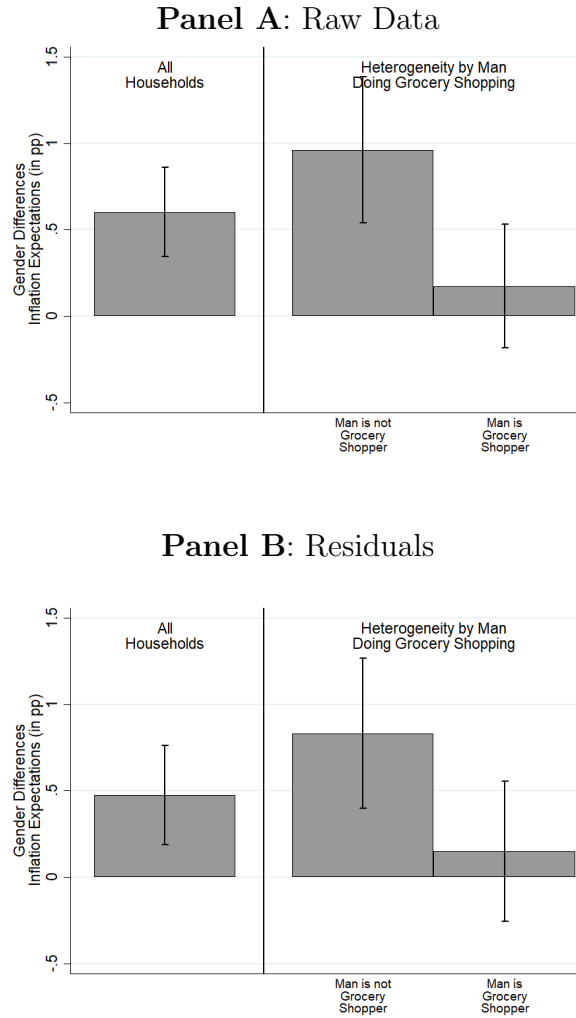 Panel A: Raw Data
All
Households
Heterogeneity by Man
Doing Grocery Shopping
Gender Differences
Inflation Expectations (in pp)
1.5
1
.5
0
-.5
Man is not
Grocery
Shopper
Man is
Grocery
Shopper
Panel B: Residuals
All
Households
Heterogeneity by Man
Doing Grocery Shopping
Gender Differences
Inflation Expectations (in pp)
1.5
1
.5
0
-.5
Man is not
Grocery
Shopper
Man is
Grocery
Shopper